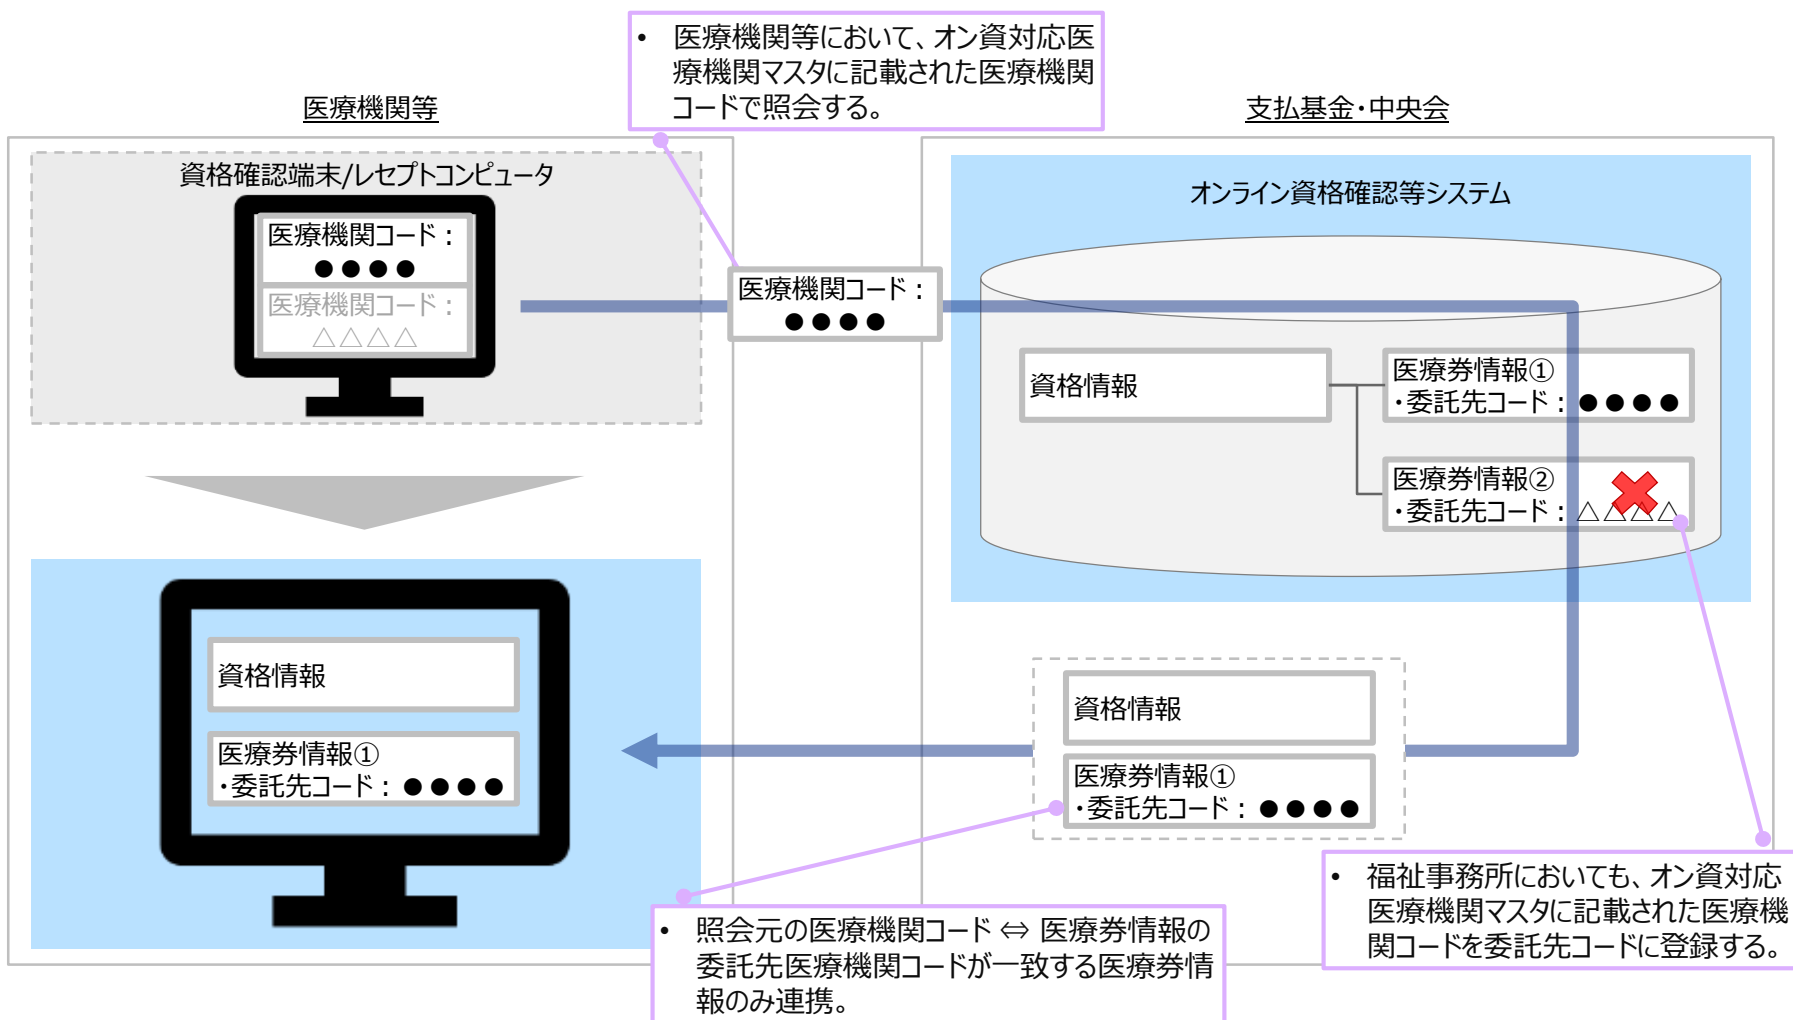 • 医療機関等において、オン資対応医
療機関マスタに記載された医療機関
コードで照会する。
医療機関等
支払基金・中央会
資格確認端末/レセプトコンピュータ
医療機関コード：
●●●●
医療機関コード：
△△△△
医療機関コード：
●●●●
オンライン資格確認等システム
資格情報
医療券情報①
・委託先コード：●●●●
医療券情報②
・委託先コード：△△△△
資格情報
医療券情報①
・委託先コード：●●●●
資格情報
医療券情報①
・委託先コード：●●●●
• 照会元の医療機関コード ⇔ 医療券情報の
委託先医療機関コードが一致する医療券情
報のみ連携。
• 福祉事務所においても、オン資対応
医療機関マスタに記載された医療機
関コードを委託先コードに登録する。